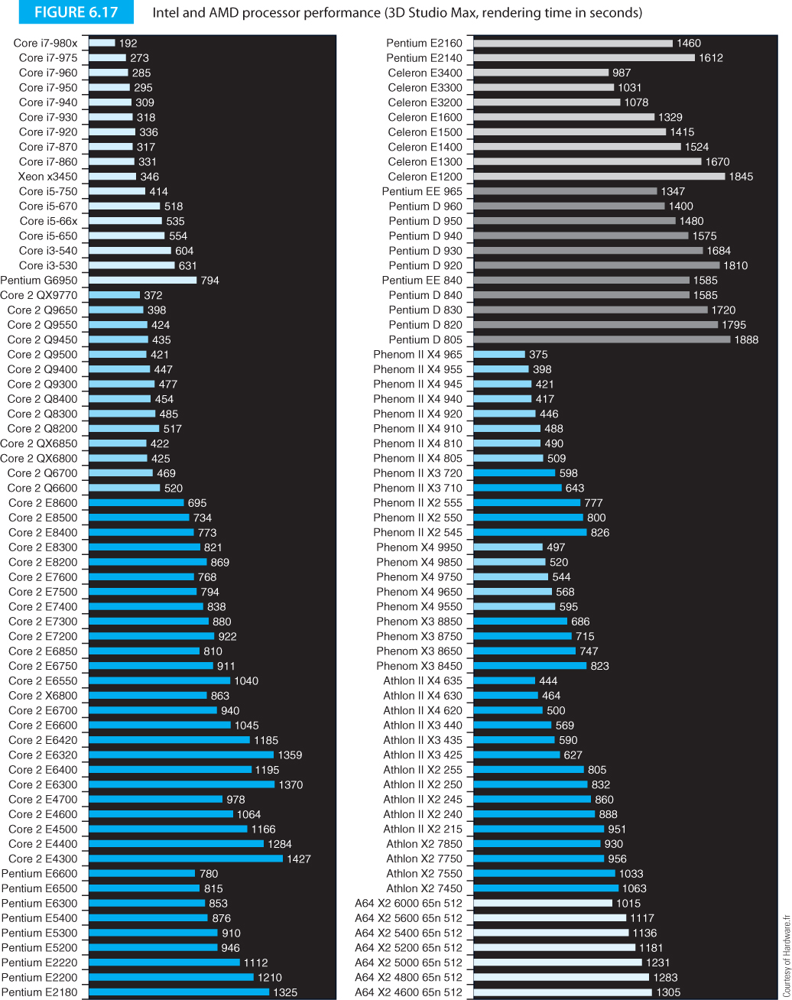 FIGURE 6.17 Intel and AMD processor performance (3D Studio Max, rendering time in seconds)
Core i7-980x 192
Core i7-975 273
Core i7-960 285
Core i7-950 295
Core i7-940 309
Core i7-930 318
Core i7-920 336
Core i7-870 317
Core i7-860 331
Xeon x3450 346
Core i5-750 414
Core i5-670 518
Core i5-66x 535
Core i5-650 554
Core i3-540 604
Core i3-530 631
Pentium G6950 794
Core 2 QX9770 372
Core 2 Q9650 398
Core 2 Q9550 424
Core 2 Q9450 435
Core 2 Q9500 421
Core 2 Q9400 447
Core 2 Q9300 477
Core 2 Q8400 454
Core 2 Q8300 485
Core 2 Q8200 517
Core 2 QX6850 422
Core 2 QX6800 425
Core 2 Q6700 469
Core 2 Q6600 520
Core 2 E8600 695
Core 2 E8500 734
Core 2 E8400 773
Core 2 E8300 821
Core 2 E8200 869
Core 2 E7600 768
Core 2 E7500 794
Core 2 E7400 838
Core 2 E7300 880
Core 2 E7200 922
Core 2 E6850 810
Core 2 E6750 911
Core 2 E6550 1040
Core 2 X6800 863
Core 2 E6700 940
Core 2 E6600 1045
Core 2 E6420 1185
Core 2 E6320 1359
Core 2 E6400 1195
Core 2 E6300 1370
Core 2 E4700 978
Core 2 E4600 1064
Core 2 E4500 1166
Core 2 E4400 1284
Core 2 E4300 1427
Pentium E6600 780
Pentium E6500 815
Pentium E6300 853
Pentium E5400 876
Pentium E5300 910
Pentium E5200 946
Pentium E2220 1112
Pentium E2200 1210
Pentium E2180 1325
Pentium E2160 1460
Pentium E2140 1612
Celeron E3400 987
Celeron E3300 1031
Celeron E3200 1078
Celeron E1600 1329
Celeron E1500 1415
Celeron E1400 1524
Celeron E1300 1670
Celeron E1200 1845
Pentium EE 965 1347
Pentium D 960 1400
Pentium D 950 1480
Pentium D 940 1575
Pentium D 930 1684
Pentium D 920 1810
Pentium EE 840 1585
Pentium D 840 1585
Pentium D 830 1720
Pentium D 820 1795
Pentium D 805 1888
Phenom II X4 965 375
Phenom II X4 955 398
Phenom II X4 945 421
Phenom II X4 940 417
Phenom II X4 920 446
Phenom II X4 910 488
Phenom II X4 810 490
Phenom II X4 805 509
Phenom II X3 720 598
Phenom II X3 710 643
Phenom II X2 555 777
Phenom II X2 550 800
Phenom II X2 545 826
Phenom X4 9950 497
Phenom X4 9850 520
Phenom X4 9750 544
Phenom X4 9650 568
Phenom X4 9550 595
Phenom X3 8850 686
Phenom X3 8750 715
Phenom X3 8650 747
Phenom X3 8450 823
Athlon II X4 635 444
Athlon II X4 630 464
Athlon II X4 620 500
Athlon II X3 440 569
Athlon II X3 435 590
Athlon II X3 425 627
Athlon II X2 255 805
Athlon II X2 250 832
Athlon II X2 245 860
Athlon II X2 240 888
Athlon II X2 215 951
Athlon X2 7850 930
Athlon X2 7750 956
Athlon X2 7550 1033
Athlon X2 7450 1063
A64 X2 6000 65n 512 1015
A64 X2 5600 65n 512 1117
A64 X2 5400 65n 512 1136
A64 X2 5200 65n 512 1181
A64 X2 5000 65n 512 1231
A64 X2 4800 65n 512 1283
A64 X2 4600 65n 512 1305
Courtesy of Hardware.fr